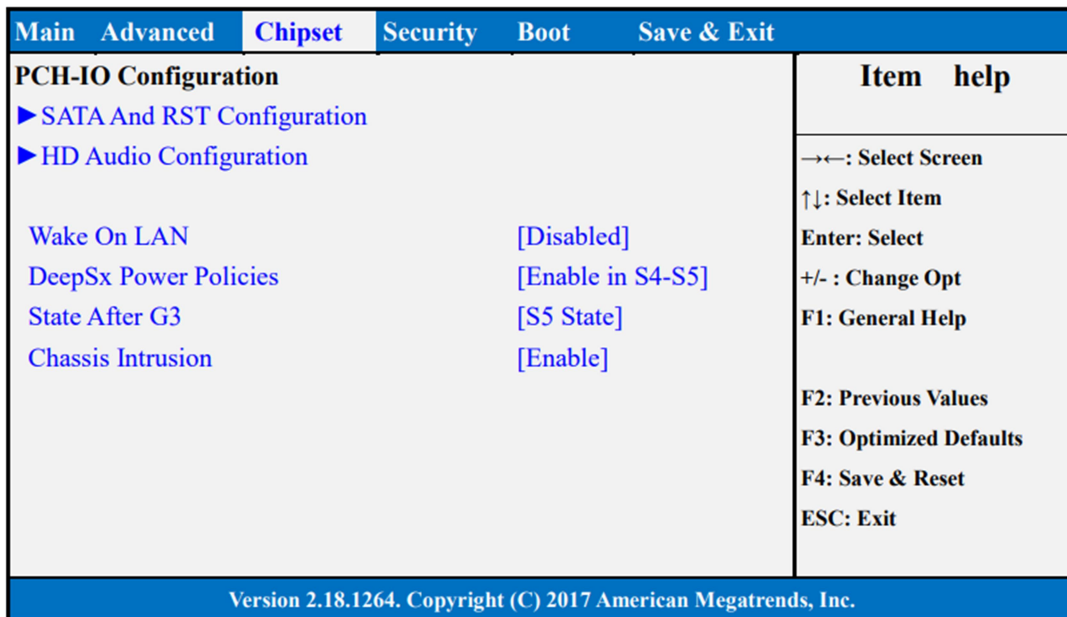 Main Advanced Chipset Security Boot Save & Exit
PCH-IO Configuration
►SATA And RST Configuration
►HD Audio Configuration
Wake On LAN [Disabled]
DeepSx Power Policies [Enable in S4-S5]
State After G3 [S5 State]
Chassis Intrusion [Enable]
Item help
→←: Select Screen
↑↓: Select Item
Enter: Select
+/- : Change Opt
F1: General Help
F2: Previous Values
F3: Optimized Defaults
F4: Save & Reset
ESC: Exit
Version 2.18.1264. Copyright (C) 2017 American Megatrends, Inc.